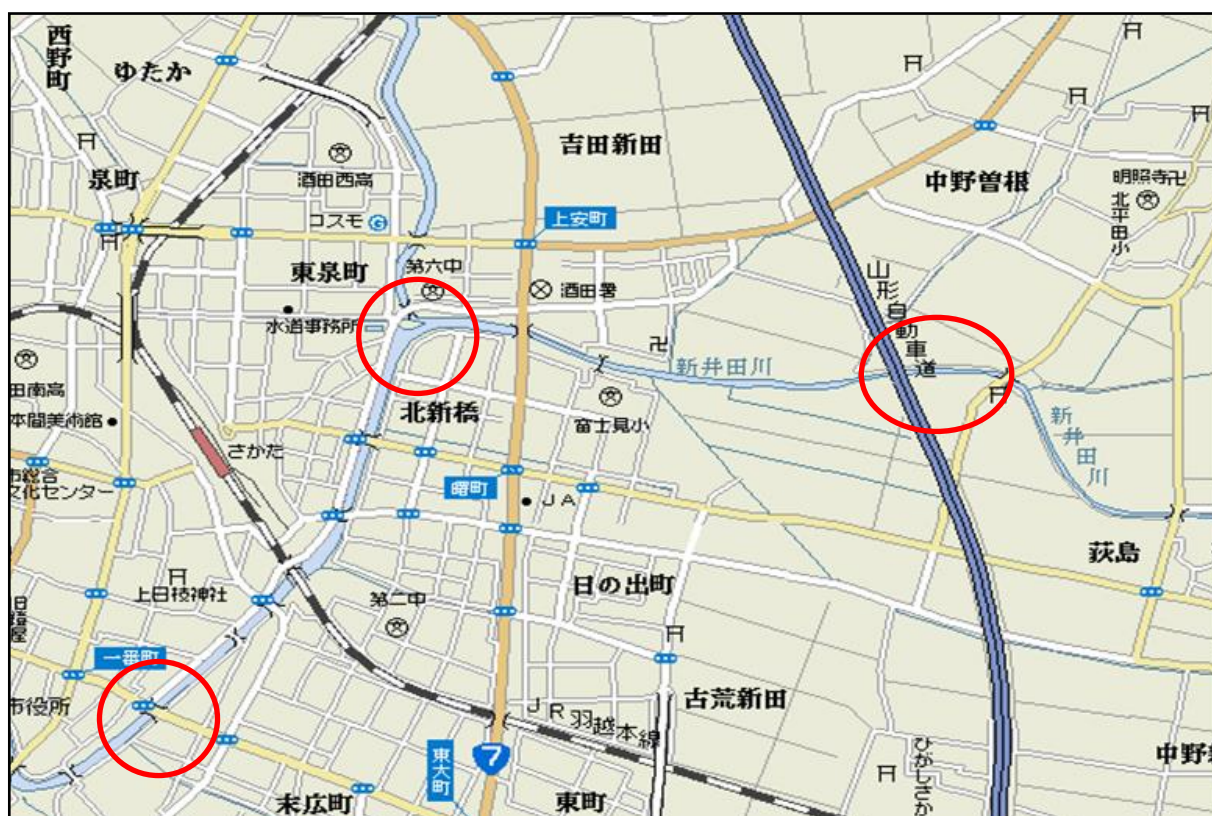 西野町
ゆたか
吉田新田
泉町
酒田西高
コスモ
G
上安町
中野曽根
明照寺
北平田小
東泉町
第六中
酒田署
水道事務所
山形自動車道
新井田川
田南高
本間美術館
北新橋
富士見小
新井田川
さかた
市総合
文化センター
曙町
JA
荻島
上日枝神社
第二中
日の出町
一番町
市役所
古荒新田
JR羽越本線
ひがしさか
中野
東大町
7
末広町
東町